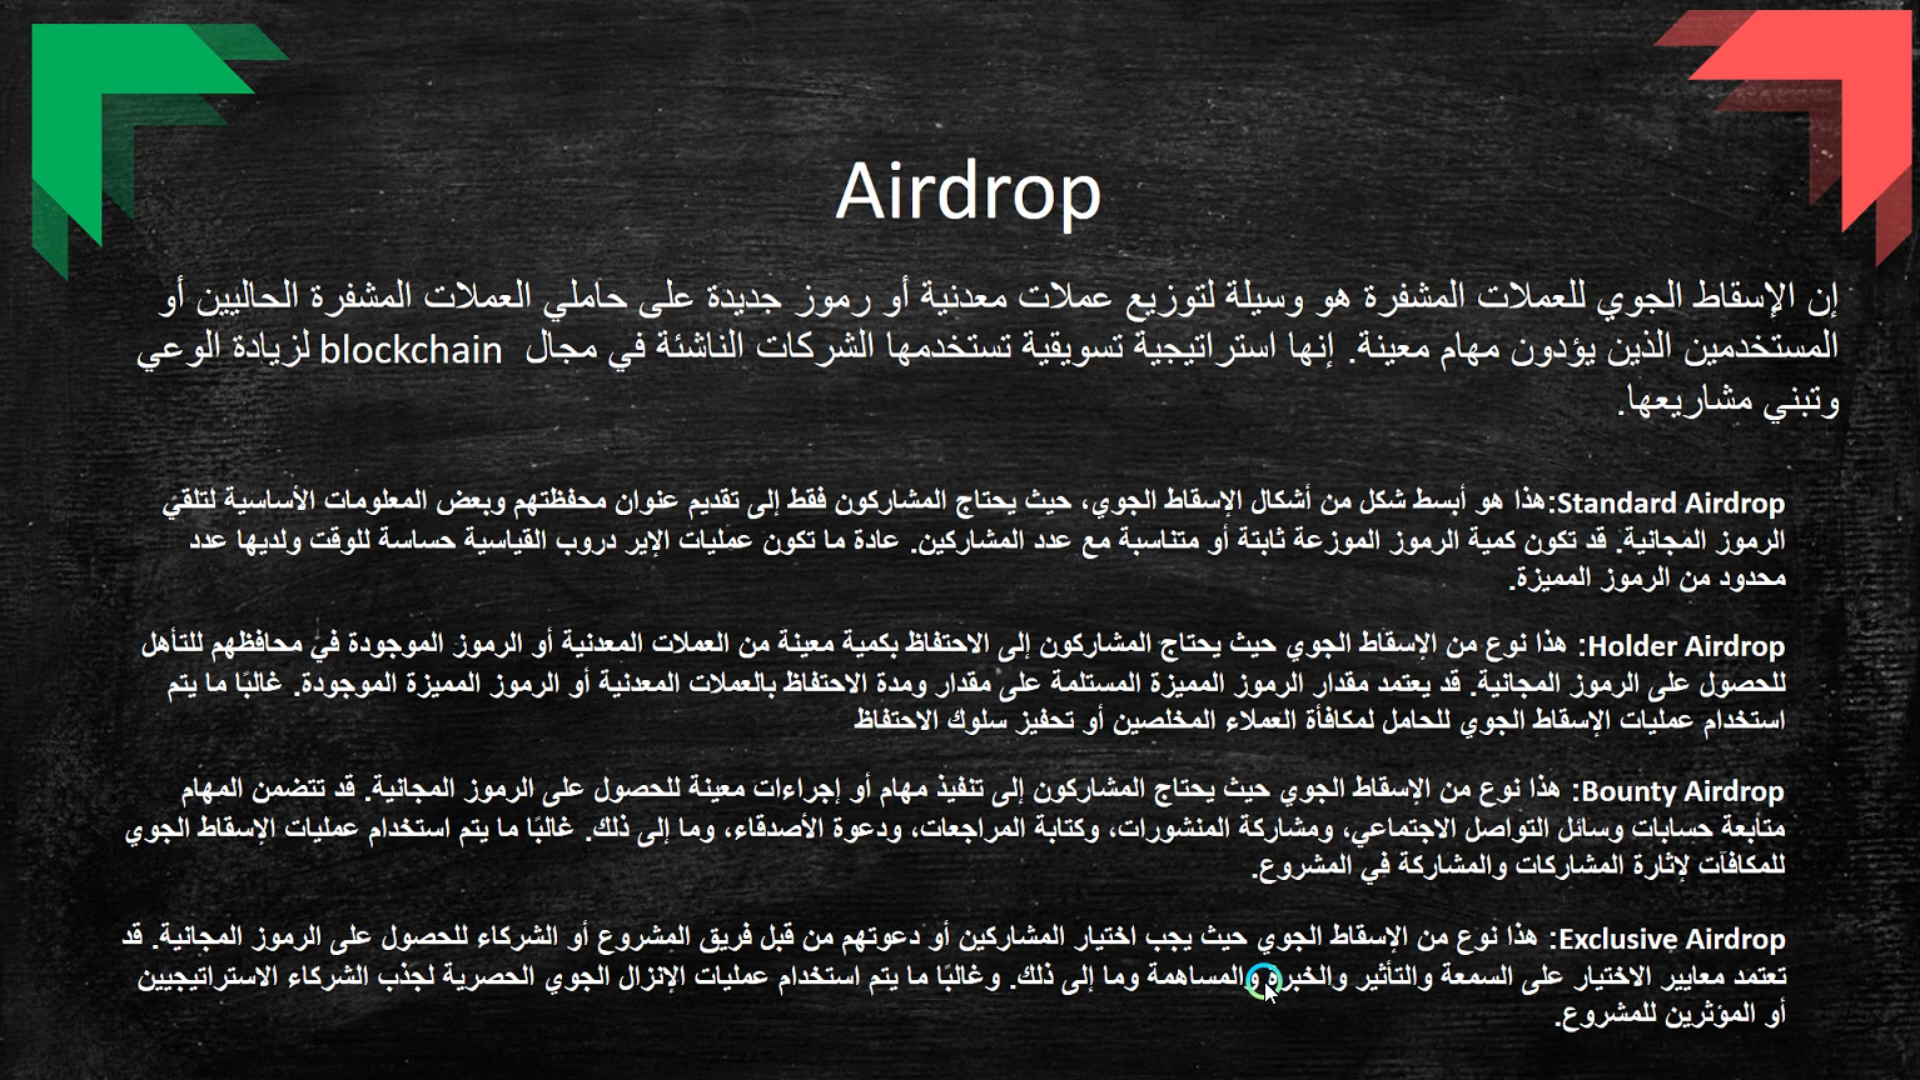 Airdrop
إن الإسقاط الجوي للعملات المشفرة هو وسيلة لتوزيع عملات معدنية أو رموز جديدة على حاملي العملات المشفرة الحاليين أو
المستخدمين الذين يؤدون مهام معينة. إنها استراتيجية تسويقية تستخدمها الشركات الناشئة في مجال blockchain لزيادة الوعي
وتبني مشاريعها.
Standard Airdrop:هذا هو أبسط شكل من أشكال الإسقاط الجوي، حيث يحتاج المشاركون فقط إلى تقديم عنوان محفظتهم وبعض المعلومات الأساسية لتلقي
الرموز المجانية. قد تكون كمية الرموز الموزعة ثابتة أو متناسبة مع عدد المشاركين. عادة ما تكون عمليات الإير دروب القياسية حساسة للوقت ولديها عدد
محدود من الرموز المميزة.
Holder Airdrop: هذا نوع من الإسقاط الجوي حيث يحتاج المشاركون إلى الاحتفاظ بكمية معينة من العملات المعدنية أو الرموز الموجودة في محافظهم للتأهل
للحصول على الرموز المجانية. قد يعتمد مقدار الرموز المميزة المستلمة على مقدار ومدة الاحتفاظ بالعملات المعدنية أو الرموز المميزة الموجودة. غالبًا ما يتم
استخدام عمليات الإسقاط الجوي للحامل لمكافأة العملاء المخلصين أو تحفيز سلوك الاحتفاظ
Bounty Airdrop: هذا نوع من الإسقاط الجوي حيث يحتاج المشاركون إلى تنفيذ مهام أو إجراءات معينة للحصول على الرموز المجانية. قد تتضمن المهام
متابعة حسابات وسائل التواصل الاجتماعي، ومشاركة المنشورات، وكتابة المراجعات، ودعوة الأصدقاء، وما إلى ذلك. غالبًا ما يتم استخدام عمليات الإسقاط الجوي
للمكافآت لإثارة المشاركات والمشاركة في المشروع.
Exclusive Airdrop: هذا نوع من الإسقاط الجوي حيث يجب اختيار المشاركين أو دعوتهم من قبل فريق المشروع أو الشركاء للحصول على الرموز المجانية. قد
تعتمد معايير الاختيار على السمعة والتأثير والخبرة والمساهمة وما إلى ذلك. وغالبًا ما يتم استخدام عمليات الإنزال الجوي الحصرية لجذب الشركاء الاستراتيجيين
أو المؤثرين للمشروع.